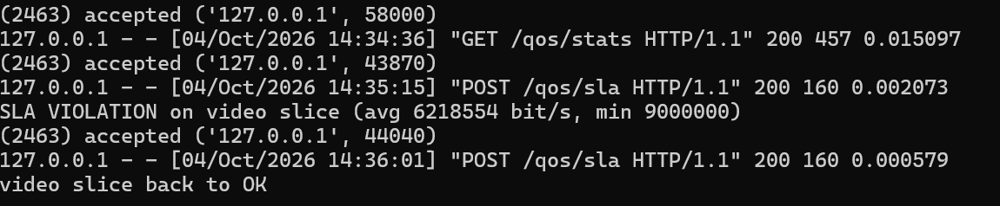 (2463) accepted ('127.0.0.1', 58000)
127.0.0.1 - - [04/Oct/2026 14:34:36] "GET /qos/stats HTTP/1.1" 200 457 0.015097
(2463) accepted ('127.0.0.1', 43870)
127.0.0.1 - - [04/Oct/2026 14:35:15] "POST /qos/sla HTTP/1.1" 200 160 0.002073
SLA VIOLATION on video slice (avg 6218554 bit/s, min 9000000)
(2463) accepted ('127.0.0.1', 44040)
127.0.0.1 - - [04/Oct/2026 14:36:01] "POST /qos/sla HTTP/1.1" 200 160 0.000579
video slice back to OK